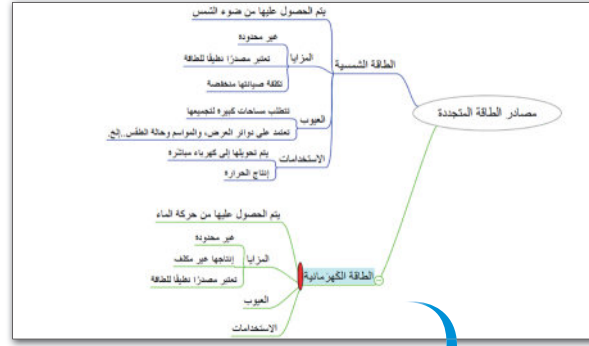 مصادر الطاقة المتجددة
الطاقة الشمسية
يتم الحصول عليها من ضوء الشمس
المزايا
غير محدودة
تعتبر مصدرًا نظيفًا للطاقة
تكلفة صيانتها منخفضة
العيوب
تتطلب مساحات كبيرة لتجميعها
تعتمد على دوائر العرض، والمواسم وحالة الطقس..إلخ.
الاستخدامات
يتم تحويلها إلى كهرباء مباشرة
إنتاج الحرارة
الطاقة الكهرمائية
يتم الحصول عليها من حركة الماء
المزايا
غير محدودة
إنتاجها غير مكلف
تعتبر مصدرًا نظيفًا للطاقة
العيوب
الاستخدامات